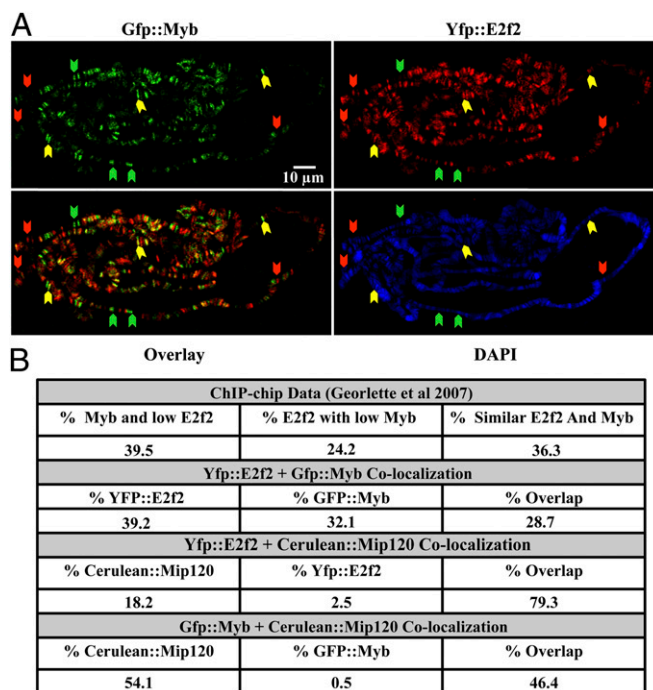 A
Gfp::Myb Yfp::E2f2
10 µm
Overlay DAPI
B
ChIP-chip Data (Georlette et al 2007)
% Myb and low E2f2 % E2f2 with low Myb % Similar E2f2 And Myb
39.5 24.2 36.3
Yfp::E2f2 + Gfp::Myb Co-localization
% YFP::E2f2 % GFP::Myb % Overlap
39.2 32.1 28.7
Yfp::E2f2 + Cerulean::Mip120 Co-localization
% Cerulean::Mip120 % Yfp::E2f2 % Overlap
18.2 2.5 79.3
Gfp::Myb + Cerulean::Mip120 Co-localization
% Cerulean::Mip120 % GFP::Myb % Overlap
54.1 0.5 46.4